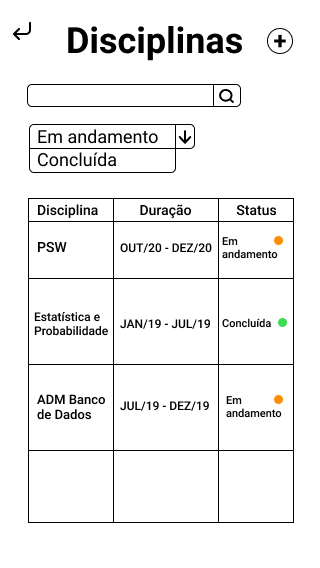 Disciplinas
Em andamento
Concluída
Disciplina Duração Status
PSW OUT/20 - DEZ/20 Em
andamento
Estatística e
Probabilidade JAN/19 - JUL/19 Concluída
ADM Banco
de Dados JUL/19 - DEZ/19 Em
andamento